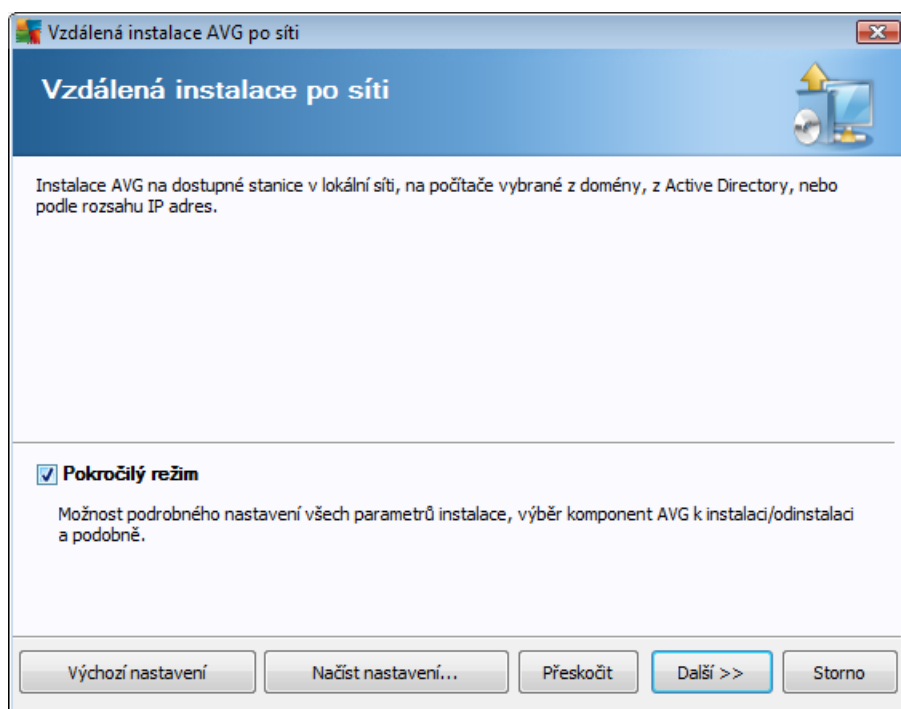 Vzdálená instalace AVG po síti
Vzdálená instalace po síti
Instalace AVG na dostupné stanice v lokální síti, na počítače vybrané z domény, z Active Directory, nebo
podle rozsahu IP adres.
Pokročilý režim
Možnost podrobného nastavení všech parametrů instalace, výběr komponent AVG k instalaci/odinstalaci
a podobně.
Výchozí nastavení
Načíst nastavení...
Přeskočit
Další >>
Storno